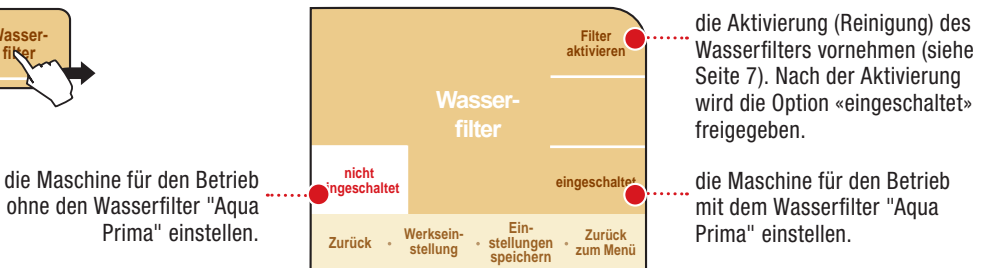 Wasser-
filter
Filter
aktivieren
Wasser-
filter
nicht
eingeschaltet
eingeschaltet
Zurück • Werksein-
stellung • Ein-
stellungen
speichern • Zurück
zum Menü
die Aktivierung (Reinigung) des
Wasserfilters vornehmen (siehe
Seite 7). Nach der Aktivierung
wird die Option «eingeschaltet»
freigegeben.
die Maschine für den Betrieb
ohne den Wasserfilter "Aqua
Prima" einstellen.
die Maschine für den Betrieb
mit dem Wasserfilter "Aqua
Prima" einstellen.